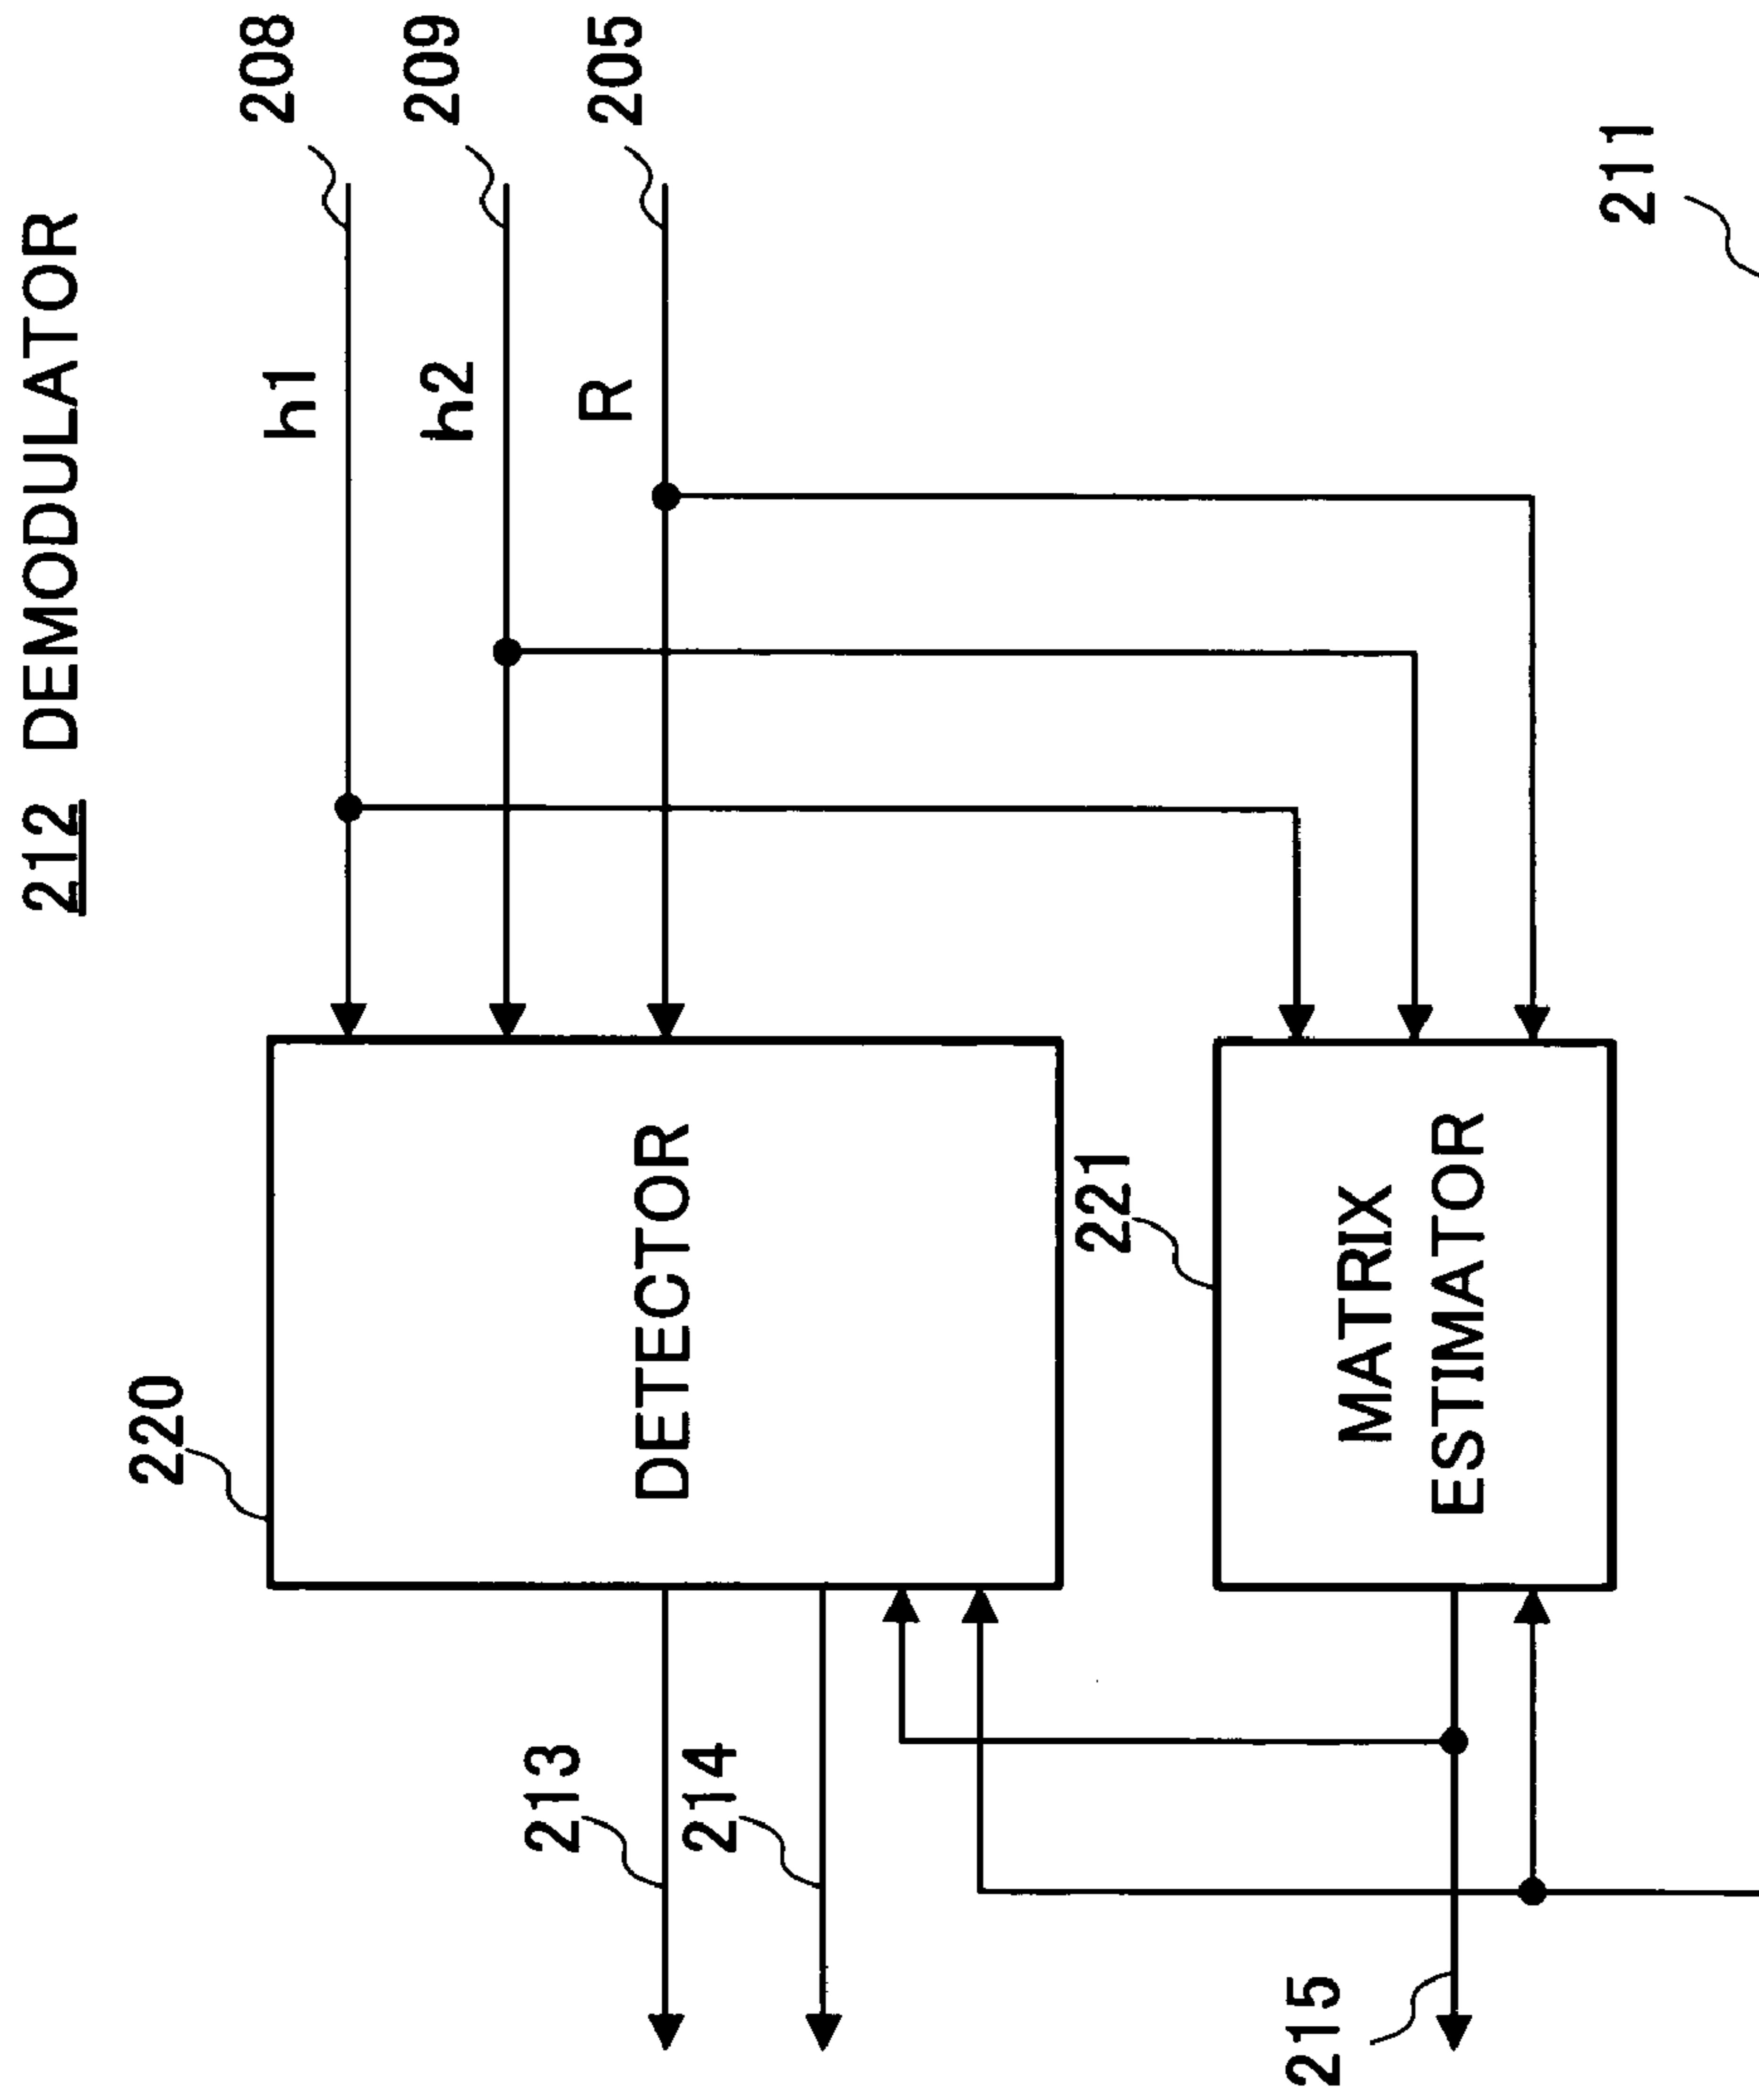 212 DEMODULATOR
208
h1
209
h2
205
R
220
DETECTOR
213
214
221
MATRIX
ESTIMATOR
215
211